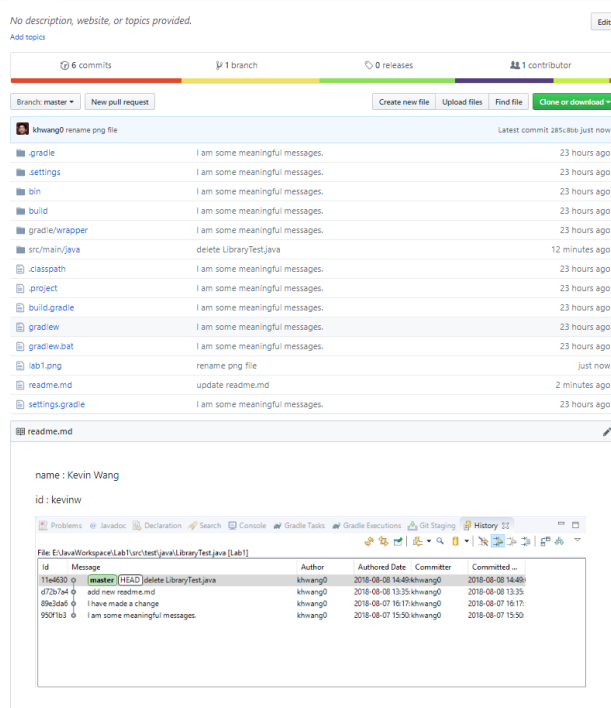 No description, website, or topics provided.
Edit
Add topics
6 commits 1 branch 0 releases 1 contributor
Branch: master New pull request Create new file Upload files Find file Clone or download
khwang0 rename png file Latest commit 285c8bb just now
.gradle I am some meaningful messages. 23 hours ago
.settings I am some meaningful messages. 23 hours ago
bin I am some meaningful messages. 23 hours ago
build I am some meaningful messages. 23 hours ago
gradle/wrapper I am some meaningful messages. 23 hours ago
src/main/java delete LibraryTest.java 12 minutes ago
.classpath I am some meaningful messages. 23 hours ago
.project I am some meaningful messages. 23 hours ago
build.gradle I am some meaningful messages. 23 hours ago
gradlew I am some meaningful messages. 23 hours ago
gradlew.bat I am some meaningful messages. 23 hours ago
lab1.png rename png file just now
readme.md update readme.md 2 minutes ago
settings.gradle I am some meaningful messages. 23 hours ago
readme.md
name : Kevin Wang
id : kevinw
Problems Javadoc Declaration Search Console Gradle Tasks Gradle Executions Git Staging History
File: E:\JavaWorkspace\Lab1\src\test\java\LibraryTest.java [Lab1]
Id Message Author Authored Date Committer Committed ...
11e4630 master HEAD delete LibraryTest.java khwang0 2018-08-08 14:49: khwang0 2018-08-08 14:49:
d72b7a4 add new readme.md khwang0 2018-08-08 13:35: khwang0 2018-08-08 13:35:
89e3da6 I have made a change khwang0 2018-08-07 16:17: khwang0 2018-08-07 16:17:
950f1b3 I am some meaningful messages. khwang0 2018-08-07 15:50: khwang0 2018-08-07 15:50: